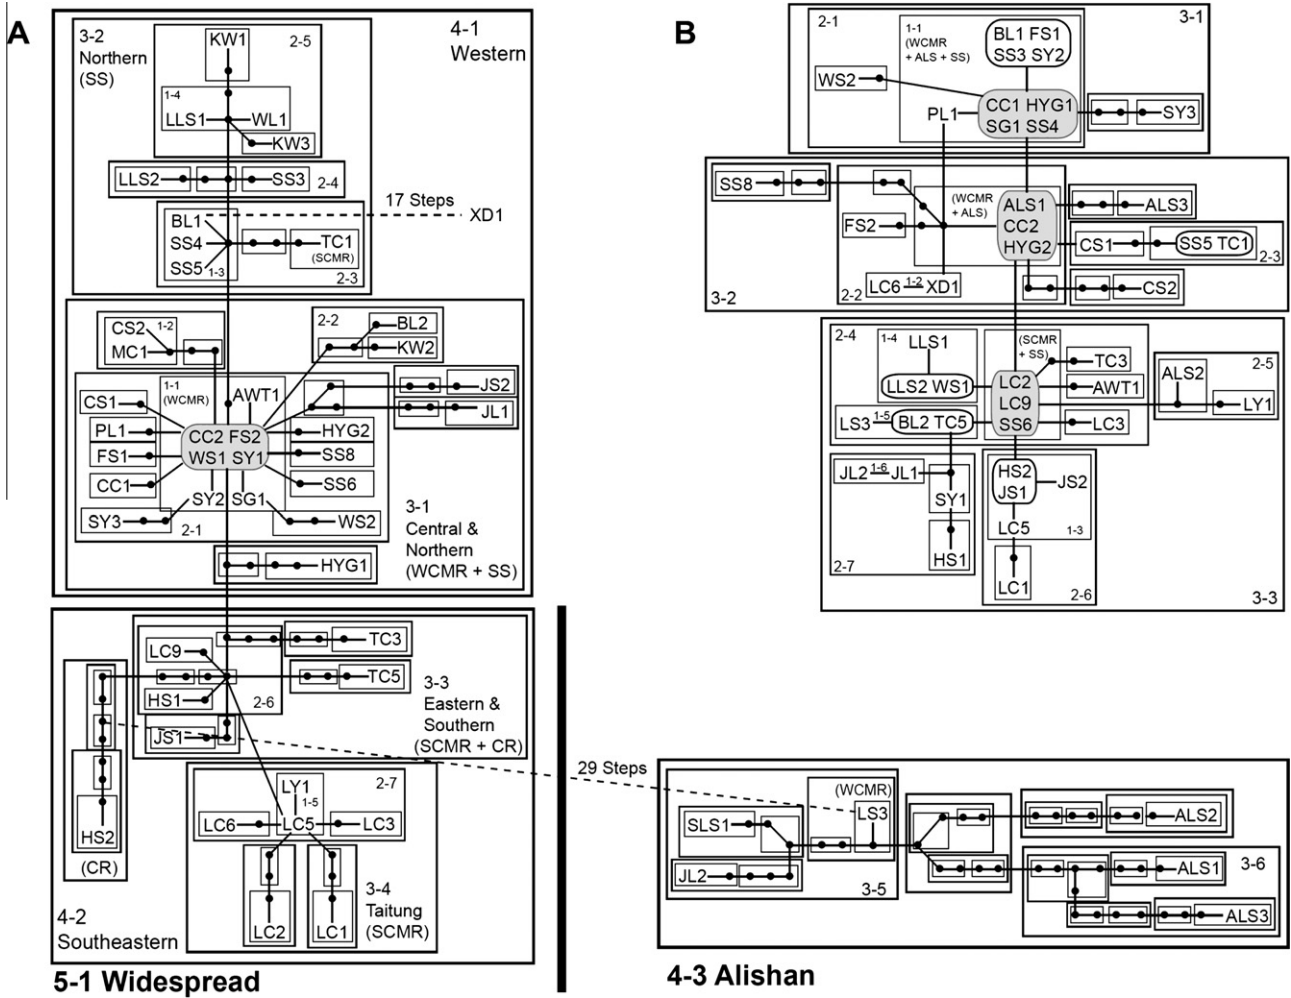 A
3-2
Northern
(SS)
KW1
2-5
4-1
Western
1-4
LLS1
WL1
KW3
LLS2
SS3
2-4
17 Steps
XD1
BL1
SS4
SS5
1-3
TC1
(SCMR)
2-3
CS2
1-2
MC1
2-2
BL2
KW2
1-1
(WCMR)
AWT1
JS2
JL1
CS1
PL1
FS1
CC1
CC2 FS2
WS1 SY1
HYG2
SS8
SS6
SY2
SG1
SY3
2-1
WS2
3-1
Central &
Northern
(WCMR + SS)
HYG1
TC3
LC9
TC5
HS1
2-6
3-3
Eastern &
Southern
(SCMR + CR)
JS1
29 Steps
2-7
LY1
1-5
LC6
LC5
LC3
HS2
(CR)
LC2
LC1
3-4
Taitung
(SCMR)
4-2
Southeastern
5-1 Widespread
B
2-1
1-1
(WCMR
+ ALS + SS)
BL1 FS1
SS3 SY2
3-1
WS2
PL1
CC1 HYG1
SG1 SS4
SY3
SS8
(WCMR
+ ALS)
ALS1
CC2
HYG2
ALS3
FS2
CS1
SS5 TC1
2-3
LC6
1-2
XD1
2-2
CS2
3-2
2-4
1-4
LLS1
(SCMR
+ SS)
TC3
2-5
ALS2
LLS2 WS1
LC2
LC9
SS6
AWT1
LY1
LS3
1-5
BL2 TC5
LC3
JL2
1-6
JL1
SY1
HS1
2-7
HS2
JS1
JS2
LC5
1-3
LC1
2-6
3-3
(WCMR)
LS3
SLS1
JL2
3-5
ALS2
ALS1
3-6
ALS3
4-3 Alishan